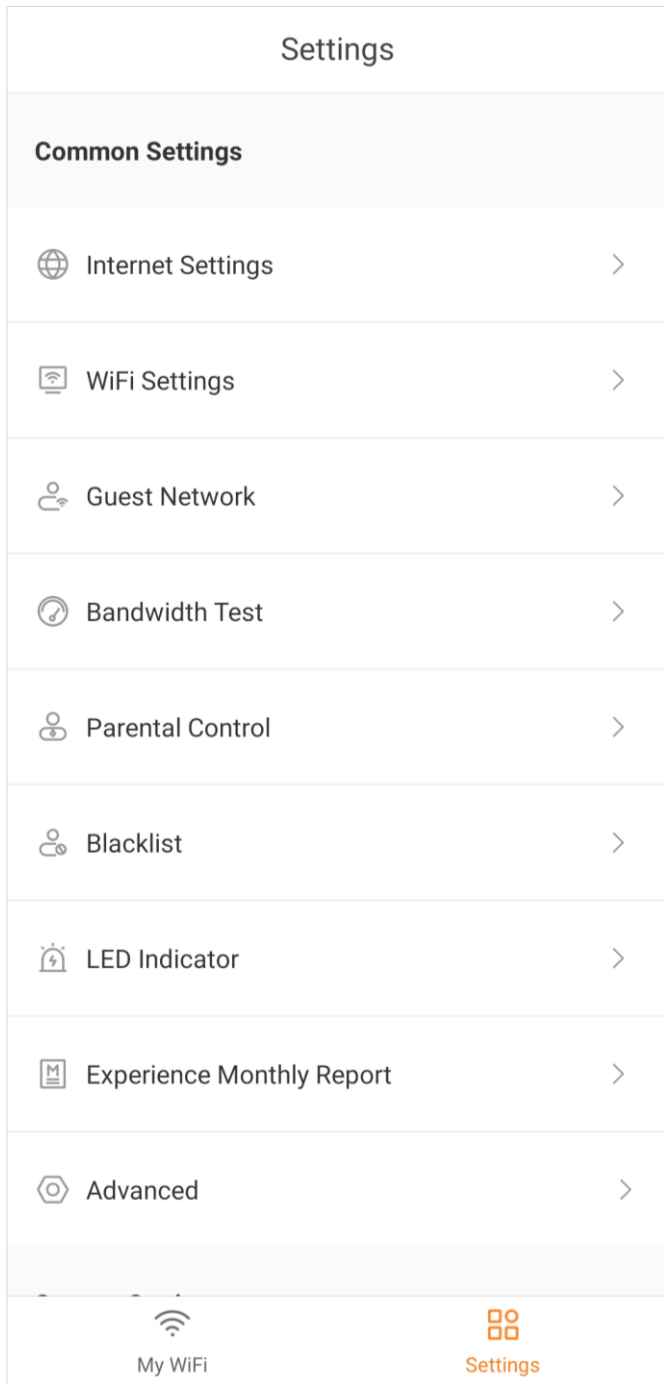 Settings
Common Settings
Internet Settings
WiFi Settings
Guest Network
Bandwidth Test
Parental Control
Blacklist
LED Indicator
Experience Monthly Report
Advanced
My WiFi
Settings